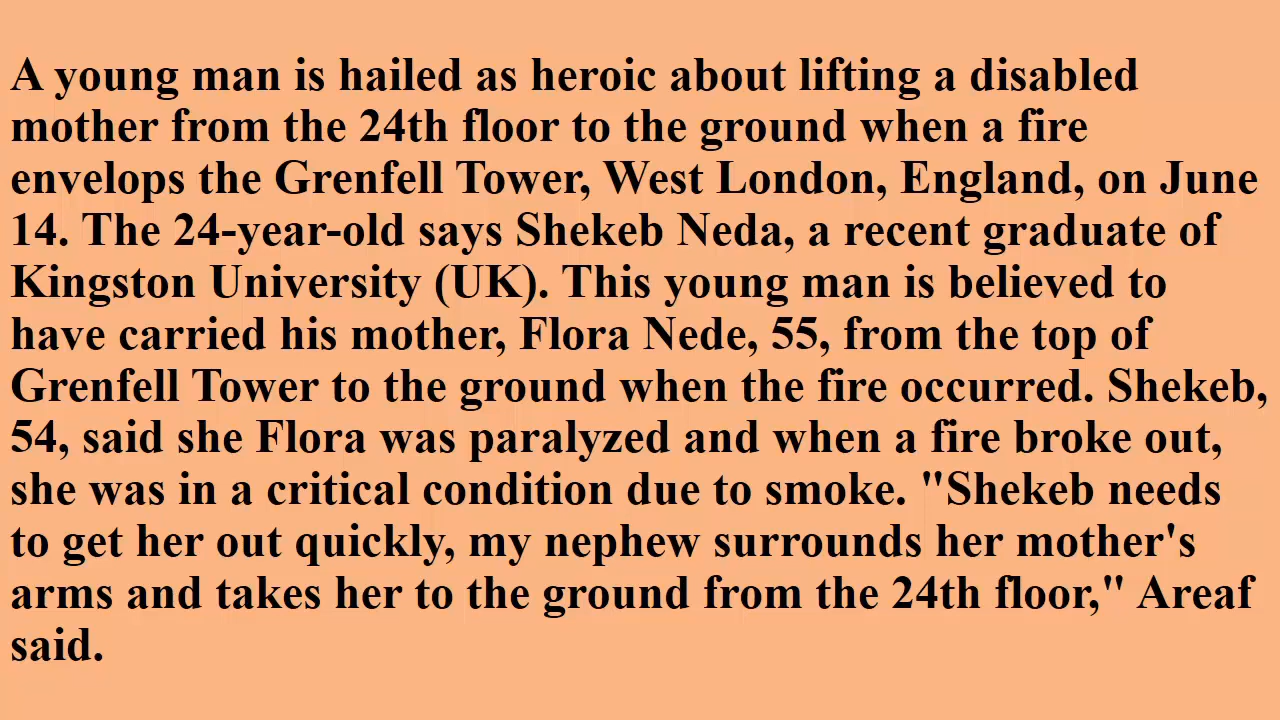 A young man is hailed as heroic about lifting a disabled
mother from the 24th floor to the ground when a fire
envelops the Grenfell Tower, West London, England, on June
14. The 24-year-old says Shekeb Neda, a recent graduate of
Kingston University (UK). This young man is believed to
have carried his mother, Flora Nede, 55, from the top of
Grenfell Tower to the ground when the fire occurred. Shekeb,
54, said she Flora was paralyzed and when a fire broke out,
she was in a critical condition due to smoke. "Shekeb needs
to get her out quickly, my nephew surrounds her mother's
arms and takes her to the ground from the 24th floor," Areaf
said.